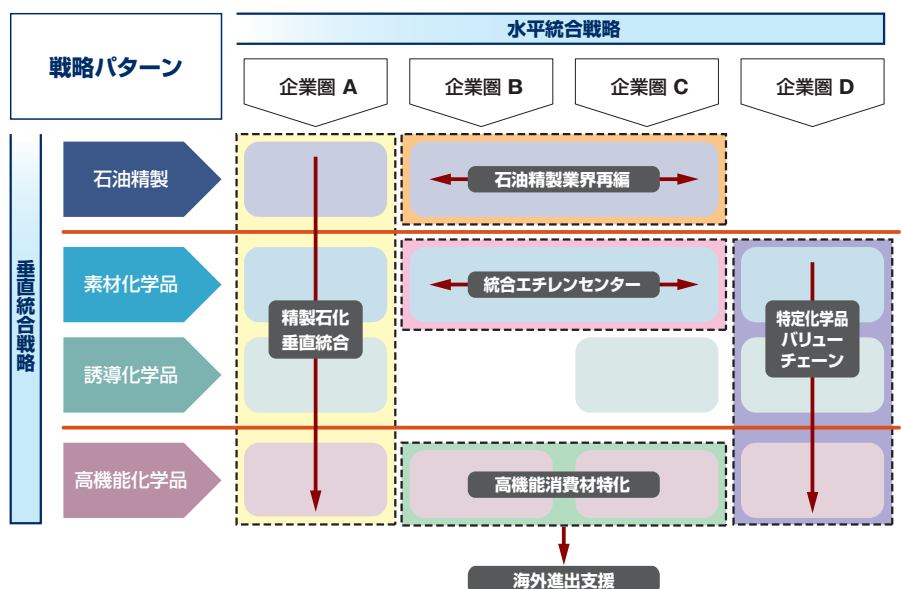 水平統合戦略
戦略パターン
企業圏 A
企業圏 B
企業圏 C
企業圏 D
垂直統合戦略
石油精製
石油精製業界再編
素材化学品
統合エチレンセンター
精製石化
垂直統合
特定化学品
バリュー
チェーン
誘導化学品
高機能化学品
高機能消費材特化
海外進出支援